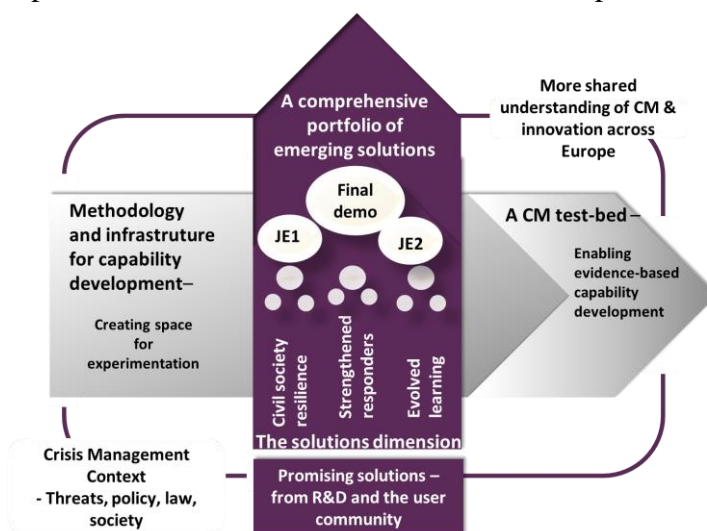 A comprehensive
portfolio of
emerging solutions
More shared
understanding of CM &
innovation across
Europe
Final
demo
JE1
JE2
Methodology
and infrastruture
for capability
development–
Creating space
for
experimentation
A CM test-bed –
Enabling
evidence-based
capability
development
Civil society
resilience
Strengthened
responders
Evolved
learning
The solutions dimension
Crisis Management
Context
- Threats, policy, law,
society
Promising solutions –
from R&D and the user
community